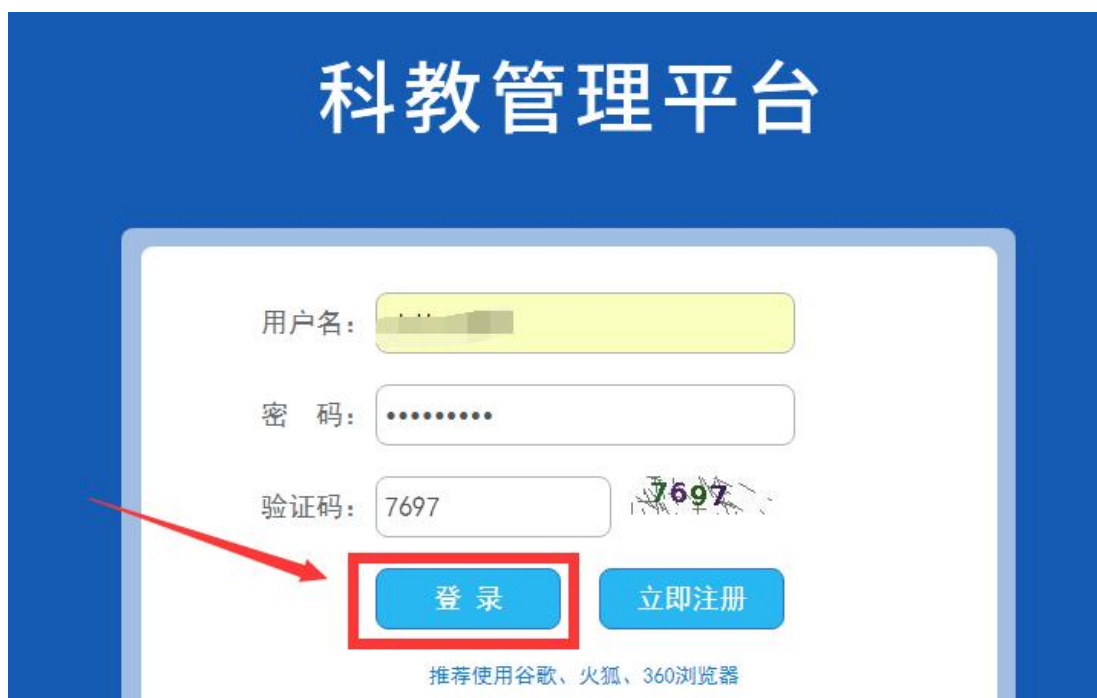 科教管理平台
用户名：
密 码：•••••••••
验证码：7697 7697
登 录 立即注册
推荐使用谷歌、火狐、360浏览器